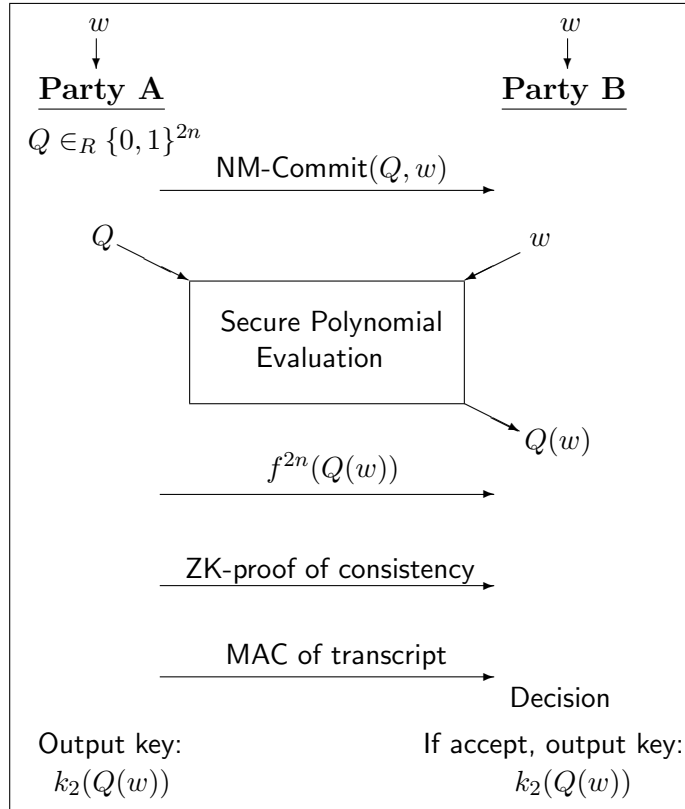 w w
Party A Party B
Q ∈_R {0, 1}^{2n}
NM-Commit(Q, w)
Q w
Secure Polynomial
Evaluation
Q(w)
f^{2n}(Q(w))
ZK-proof of consistency
MAC of transcript
Decision
Output key: If accept, output key:
k_2(Q(w)) k_2(Q(w))